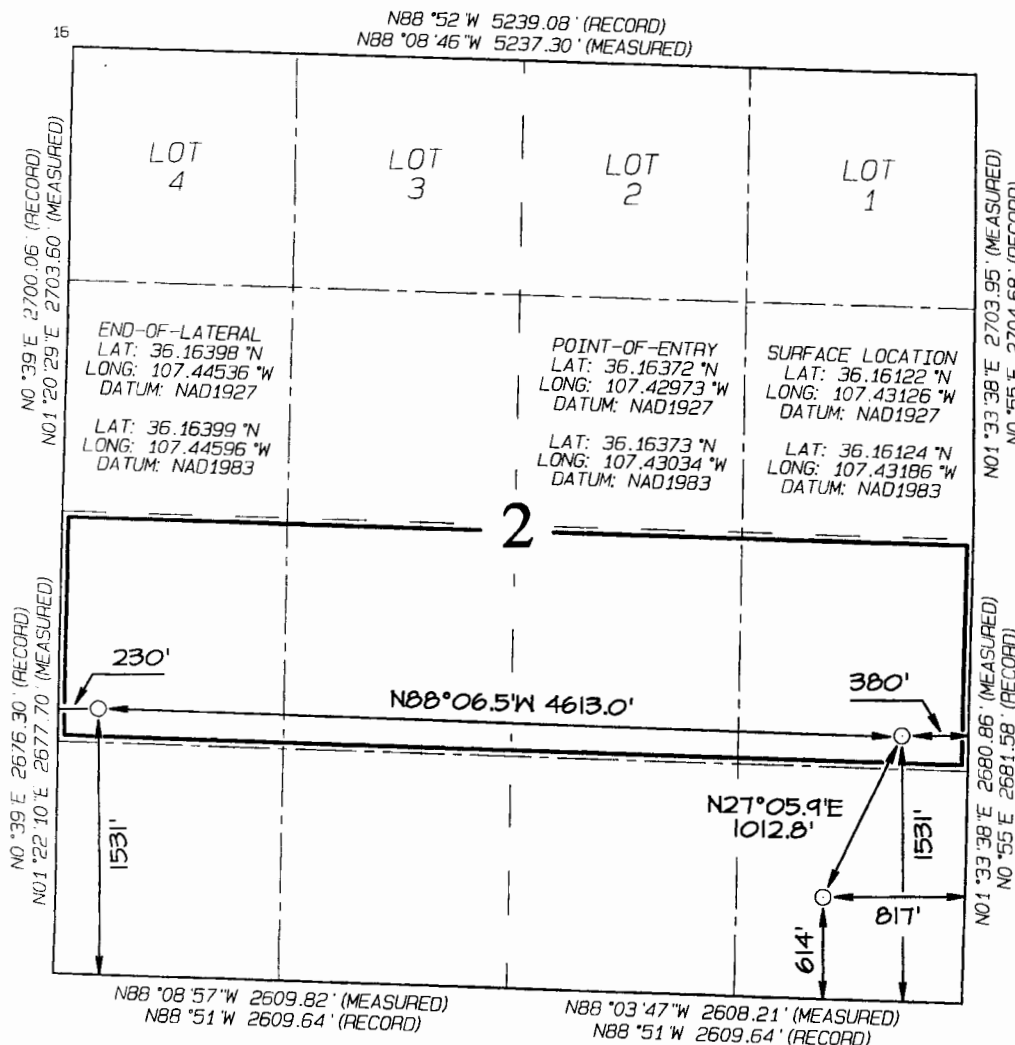 N88°52'W 5239.08' (RECORD)
15
N88°08'46"W 5237.30' (MEASURED)
N0°39'E 2700.06' (RECORD)
N01°20'29"E 2703.60' (MEASURED)
LOT
4
LOT
3
LOT
2
LOT
1
N01°33'38"E 2703.95' (MEASURED)
N0°55'E 2704.68' (RECORD)
END-OF-LATERAL
LAT: 36.16398°N
LONG: 107.44536°W
DATUM: NAD1927
LAT: 36.16399°N
LONG: 107.44596°W
DATUM: NAD1983
POINT-OF-ENTRY
LAT: 36.16372°N
LONG: 107.42973°W
DATUM: NAD1927
LAT: 36.16373°N
LONG: 107.43034°W
DATUM: NAD1983
SURFACE LOCATION
LAT: 36.16122°N
LONG: 107.43126°W
DATUM: NAD1927
LAT: 36.16124°N
LONG: 107.43186°W
DATUM: NAD1983
2
N0°39'E 2676.30' (RECORD)
N01°22'10"E 2677.70' (MEASURED)
230'
N88°06.5'W 4613.0'
380'
1531'
N27°05.9'E
1012.8'
1531'
817'
614'
N01°33'38"E 2680.86' (MEASURED)
N0°55'E 2681.58' (RECORD)
N88°08'57"W 2609.82' (MEASURED)
N88°51'W 2609.64' (RECORD)
N88°03'47"W 2608.21' (MEASURED)
N88°51'W 2609.64' (RECORD)